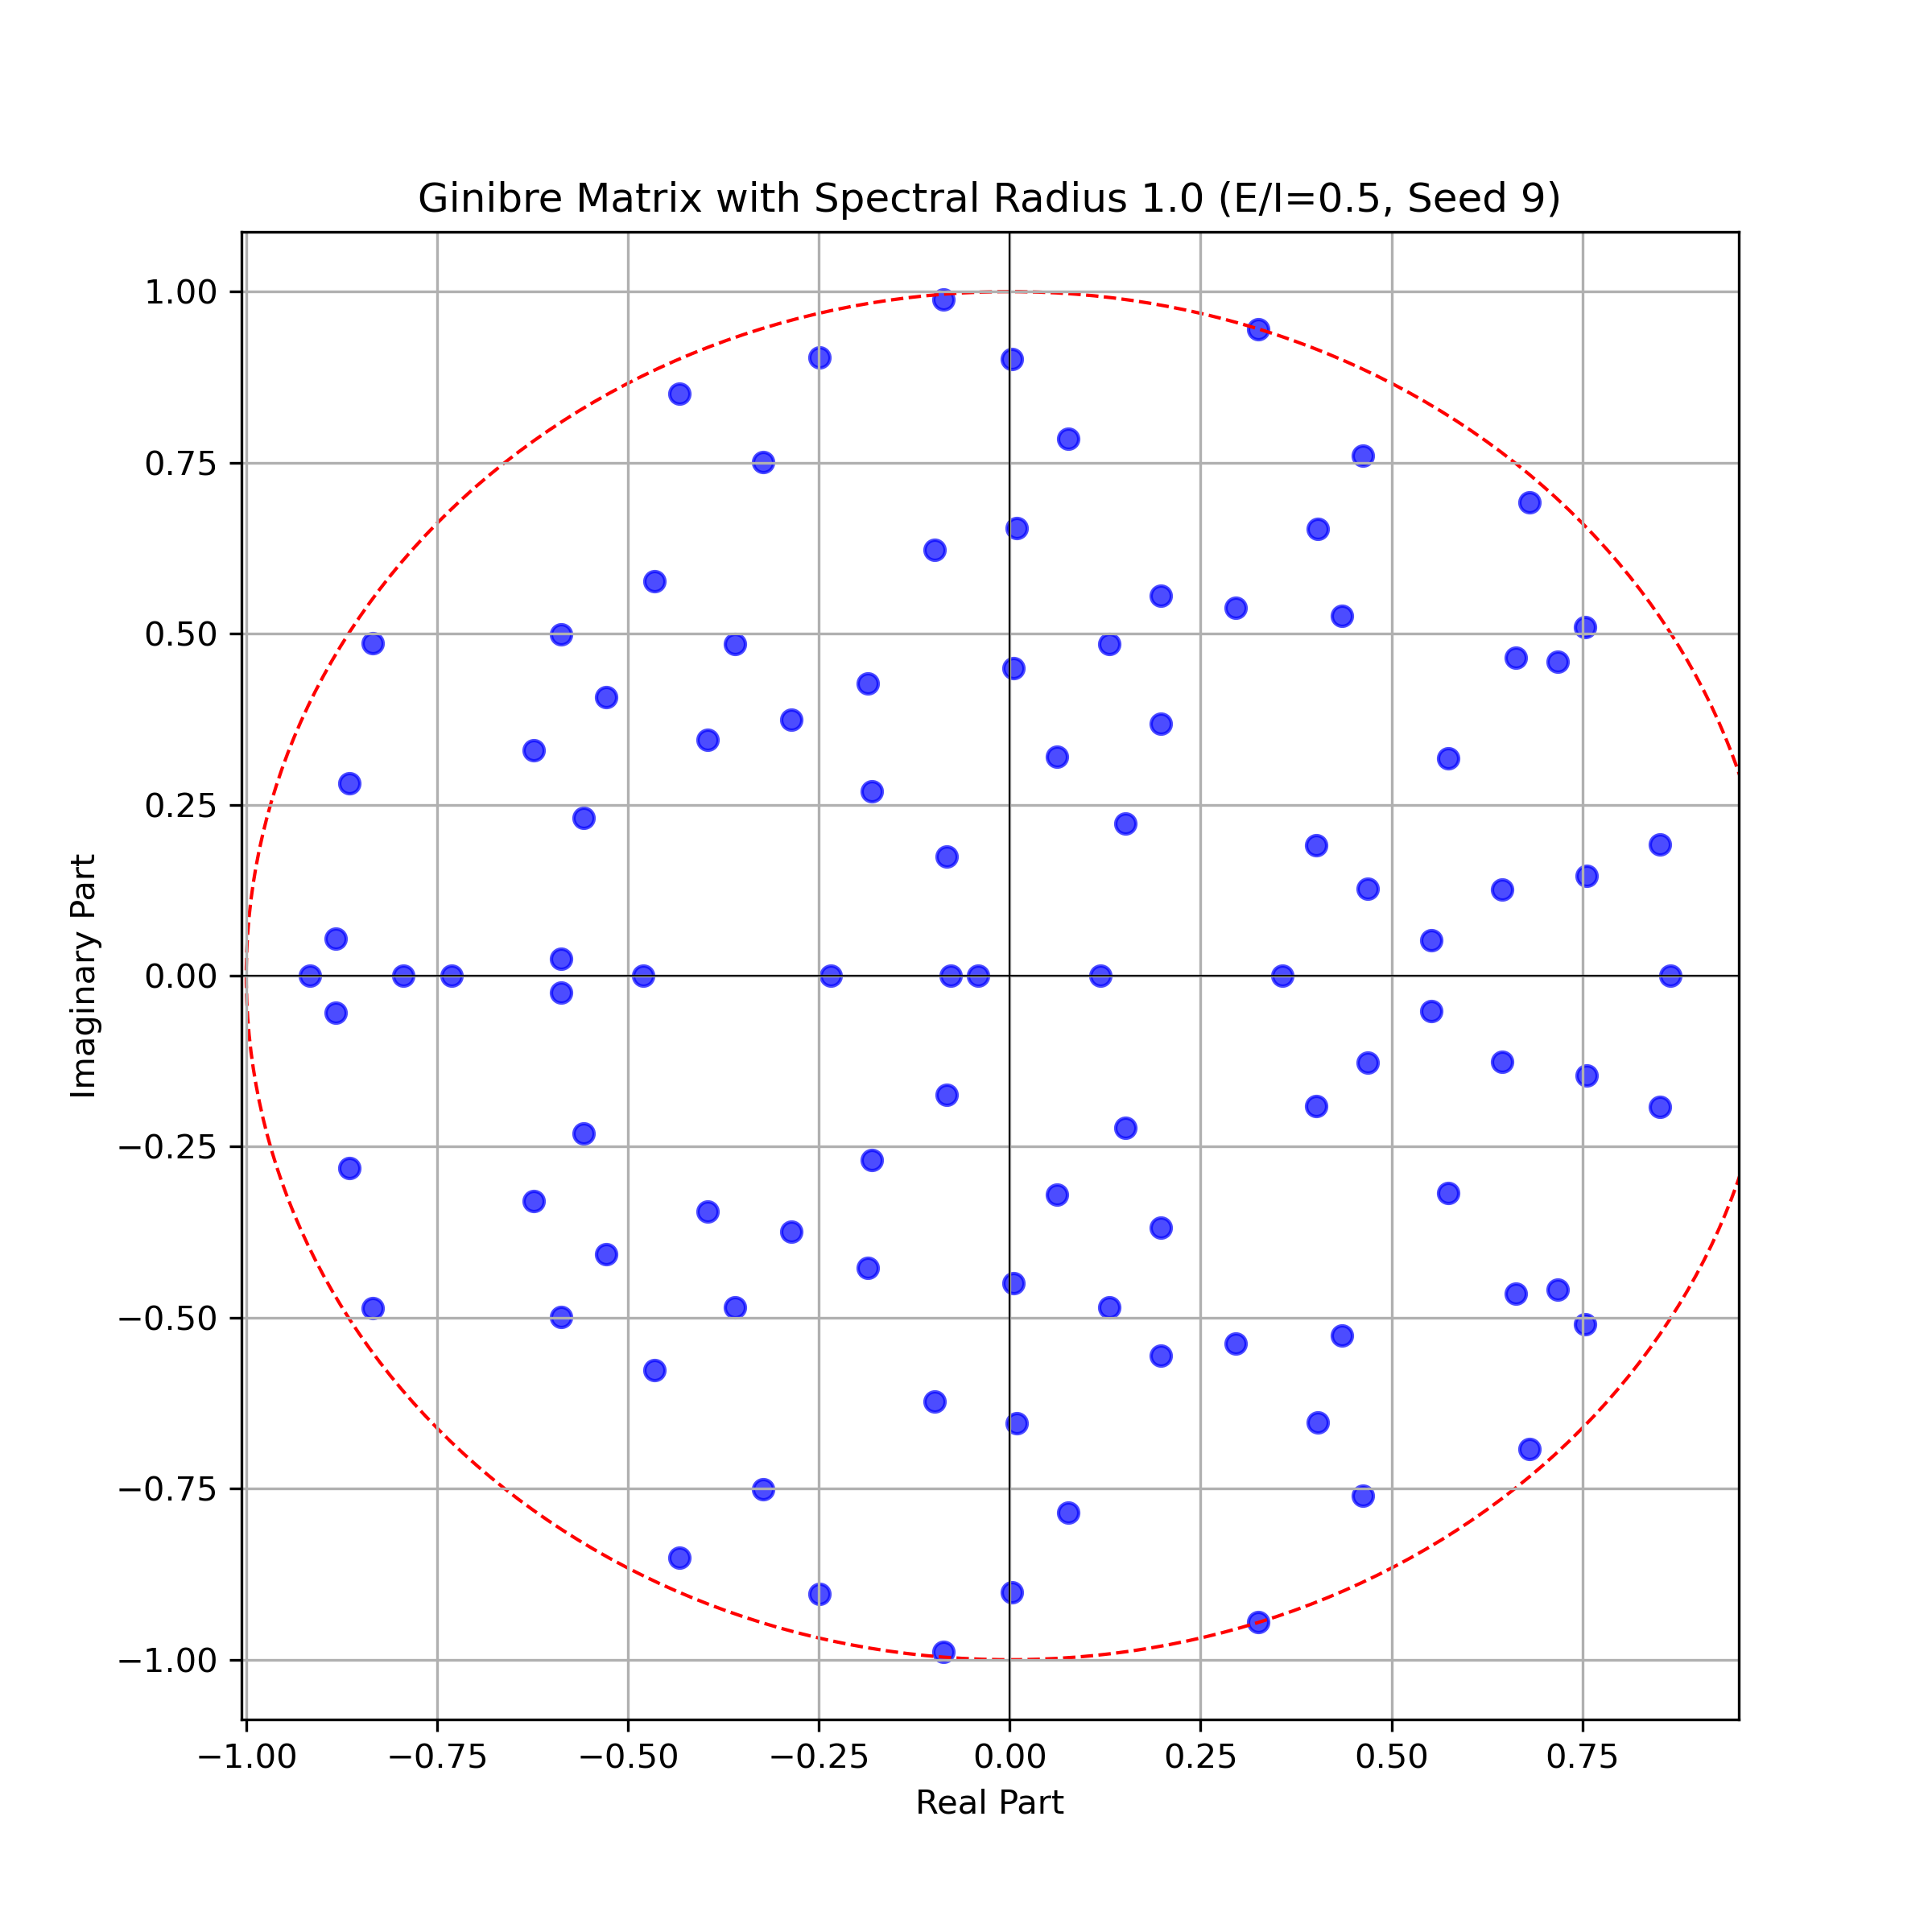 Ginibre Matrix with Spectral Radius 1.0 (E/I=0.5, Seed 9)
1.00
0.75
0.50
0.25
0.00
−0.25
−0.50
−0.75
−1.00
Imaginary Part
−1.00 −0.75 −0.50 −0.25 0.00 0.25 0.50 0.75
Real Part